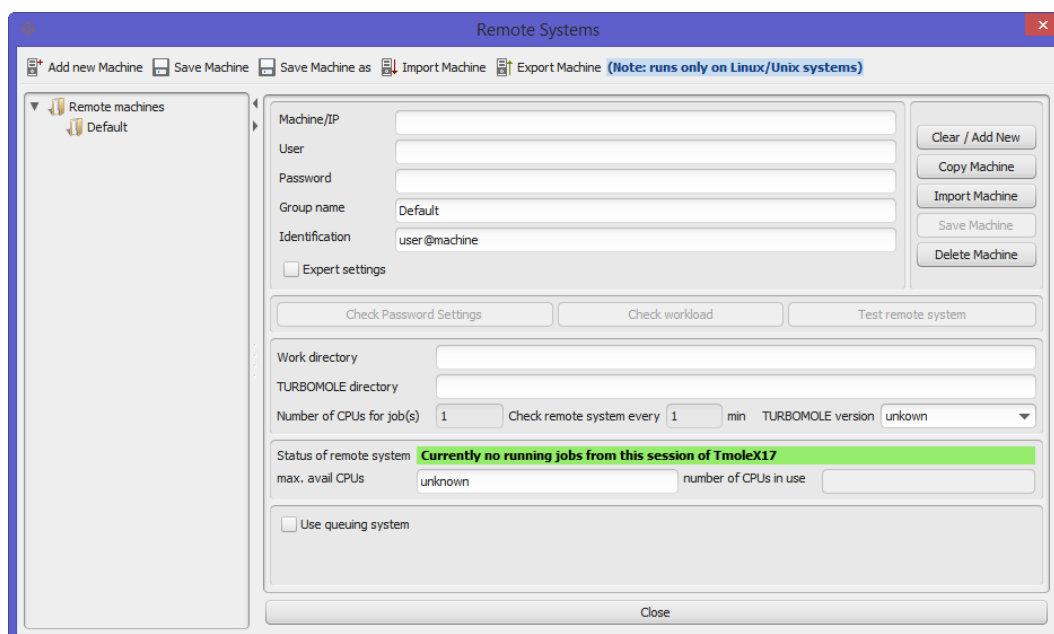 Remote Systems
Add new Machine Save Machine Save Machine as Import Machine Export Machine (Note: runs only on Linux/Unix systems)
Remote machines
Default
Machine/IP
User
Password
Group name Default
Identification user@machine
Expert settings
Clear / Add New
Copy Machine
Import Machine
Save Machine
Delete Machine
Check Password Settings Check workload Test remote system
Work directory
TURBOMOLE directory
Number of CPUs for job(s) 1 Check remote system every 1 min TURBOMOLE version unkown
Status of remote system Currently no running jobs from this session of TmoleX17
max. avail CPUs unknown number of CPUs in use
Use queuing system
Close